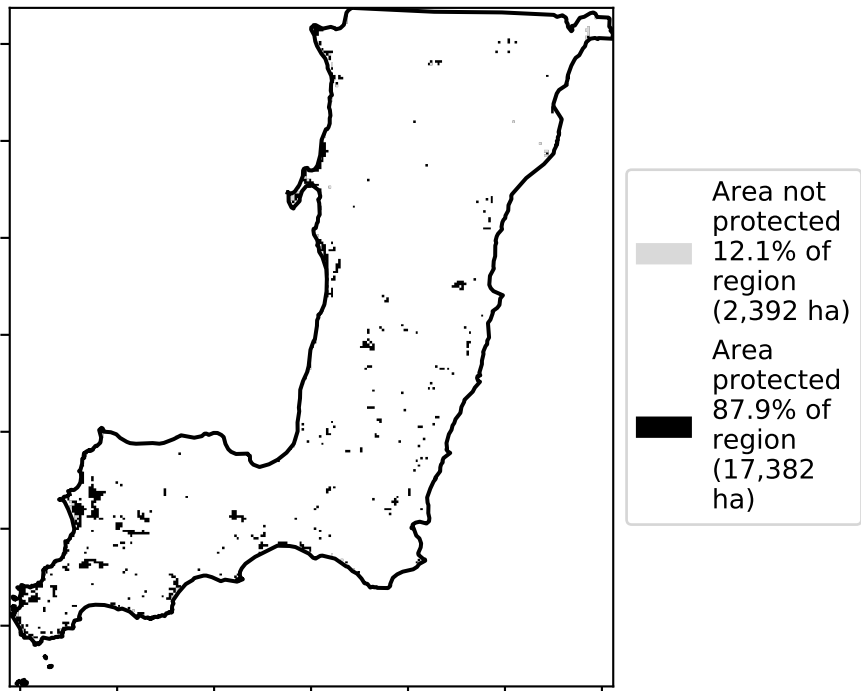 Area not
protected
12.1% of
region
(2,392 ha)
Area
protected
87.9% of
region
(17,382
ha)